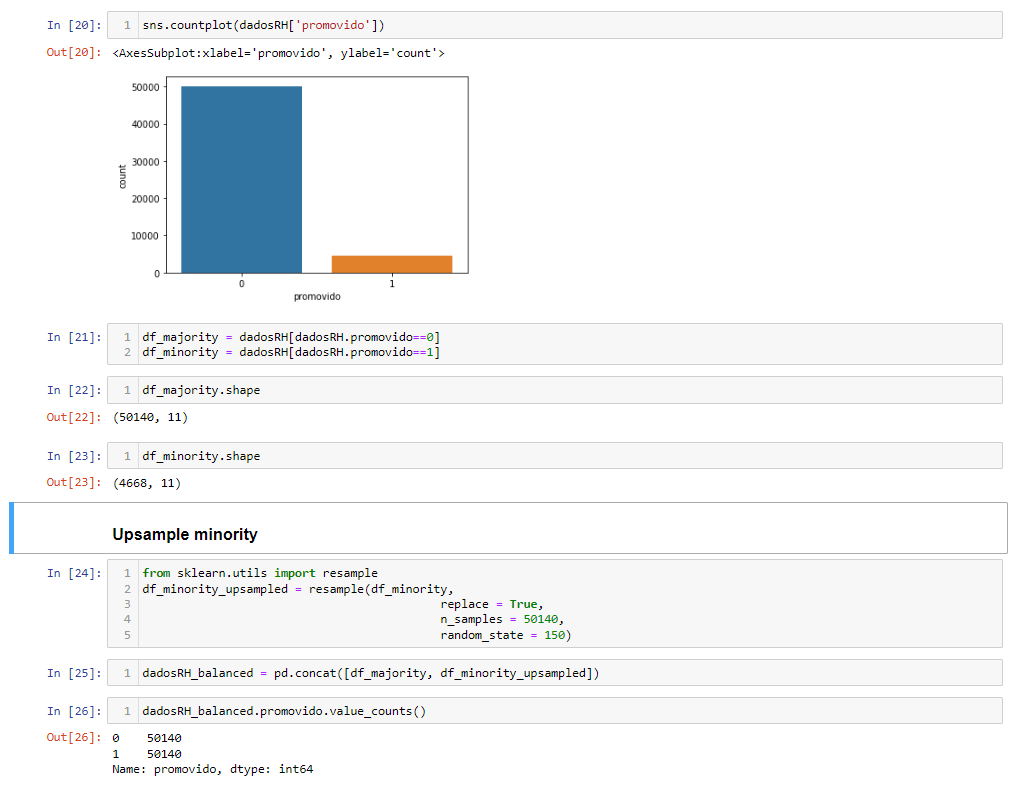 In [20]: 1 sns.countplot(dadosRH['promovido'])
Out[20]: <AxesSubplot:xlabel='promovido', ylabel='count'>
50000
40000
30000
20000
10000
0
count
0 1
promovido
In [21]: 1 df_majority = dadosRH[dadosRH.promovido==0]
2 df_minority = dadosRH[dadosRH.promovido==1]
In [22]: 1 df_majority.shape
Out[22]: (50140, 11)
In [23]: 1 df_minority.shape
Out[23]: (4668, 11)
Upsample minority
In [24]: 1 from sklearn.utils import resample
2 df_minority_upsampled = resample(df_minority,
3 replace = True,
4 n_samples = 50140,
5 random_state = 150)
In [25]: 1 dadosRH_balanced = pd.concat([df_majority, df_minority_upsampled])
In [26]: 1 dadosRH_balanced.promovido.value_counts()
Out[26]: 0 50140
1 50140
Name: promovido, dtype: int64